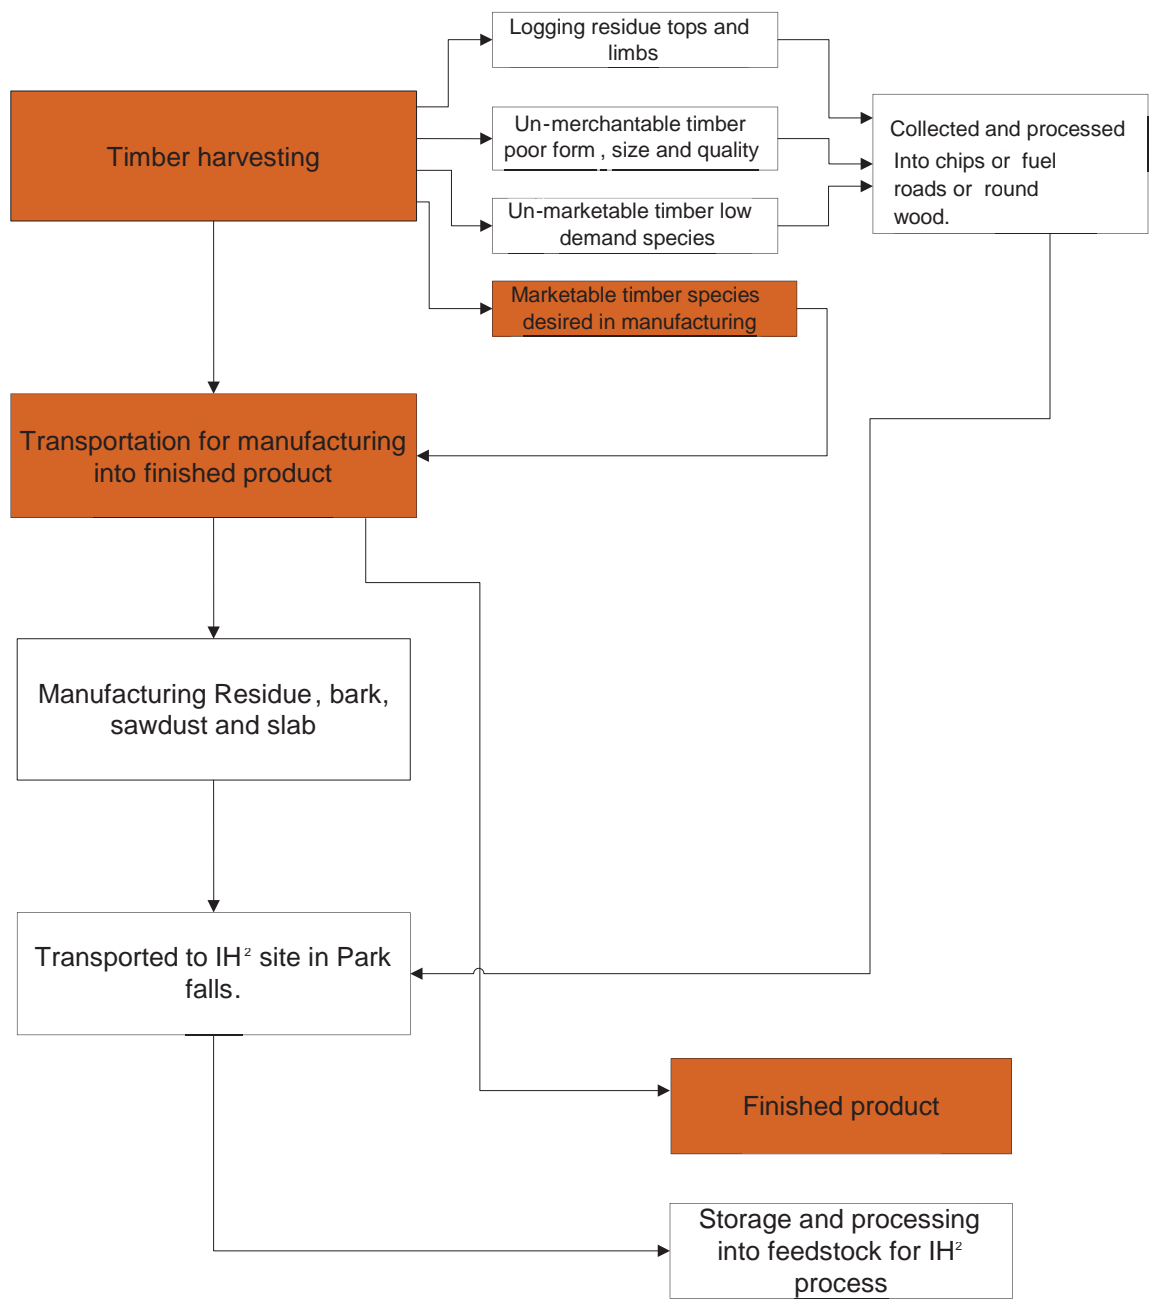 Logging residue tops and
limbs
Timber harvesting
Un-merchantable timber
poor form , size and quality
Collected and processed
Into chips or fuel
roads or round
wood.
Un-marketable timber low
demand species
Marketable timber species
desired in manufacturing
Transportation for manufacturing
into finished product
Manufacturing Residue, bark,
sawdust and slab
Transported to IH² site in Park
falls.
Finished product
Storage and processing
into feedstock for IH²
process